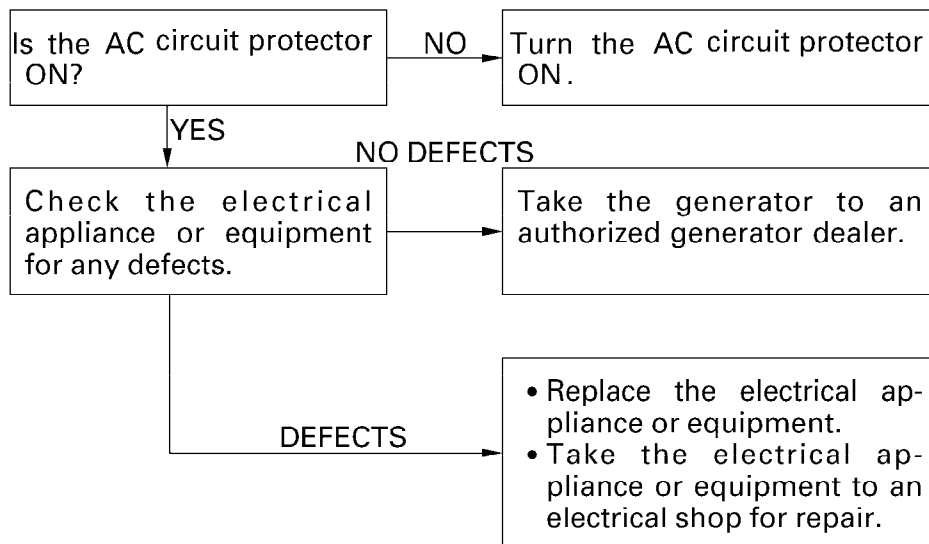 Is the AC circuit protector
ON?
NO
Turn the AC circuit protector
ON.
YES
NO DEFECTS
Check the electrical
appliance or equipment
for any defects.
Take the generator to an
authorized generator dealer.
DEFECTS
• Replace the electrical ap-
pliance or equipment.
• Take the electrical ap-
pliance or equipment to an
electrical shop for repair.